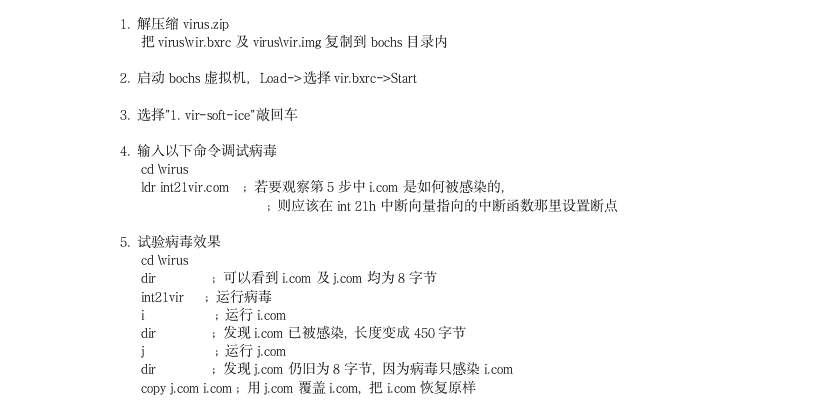 1. 解压缩 virus.zip
把 virus\vir.bxrc 及 virus\vir.img 复制到 bochs 目录内
2. 启动 bochs 虚拟机, Load->选择 vir.bxrc->Start
3. 选择"1. vir-soft-ice"敲回车
4. 输入以下命令调试病毒
cd \virus
ldr int21vir.com ; 若要观察第 5 步中 i.com 是如何被感染的,
; 则应该在 int 21h 中断向量指向的中断函数那里设置断点
5. 试验病毒效果
cd \virus
dir ; 可以看到 i.com 及 j.com 均为 8 字节
int21vir ; 运行病毒
i ; 运行 i.com
dir ; 发现 i.com 已被感染, 长度变成 450 字节
j ; 运行 j.com
dir ; 发现 j.com 仍旧为 8 字节, 因为病毒只感染 i.com
copy j.com i.com ; 用 j.com 覆盖 i.com, 把 i.com 恢复原样